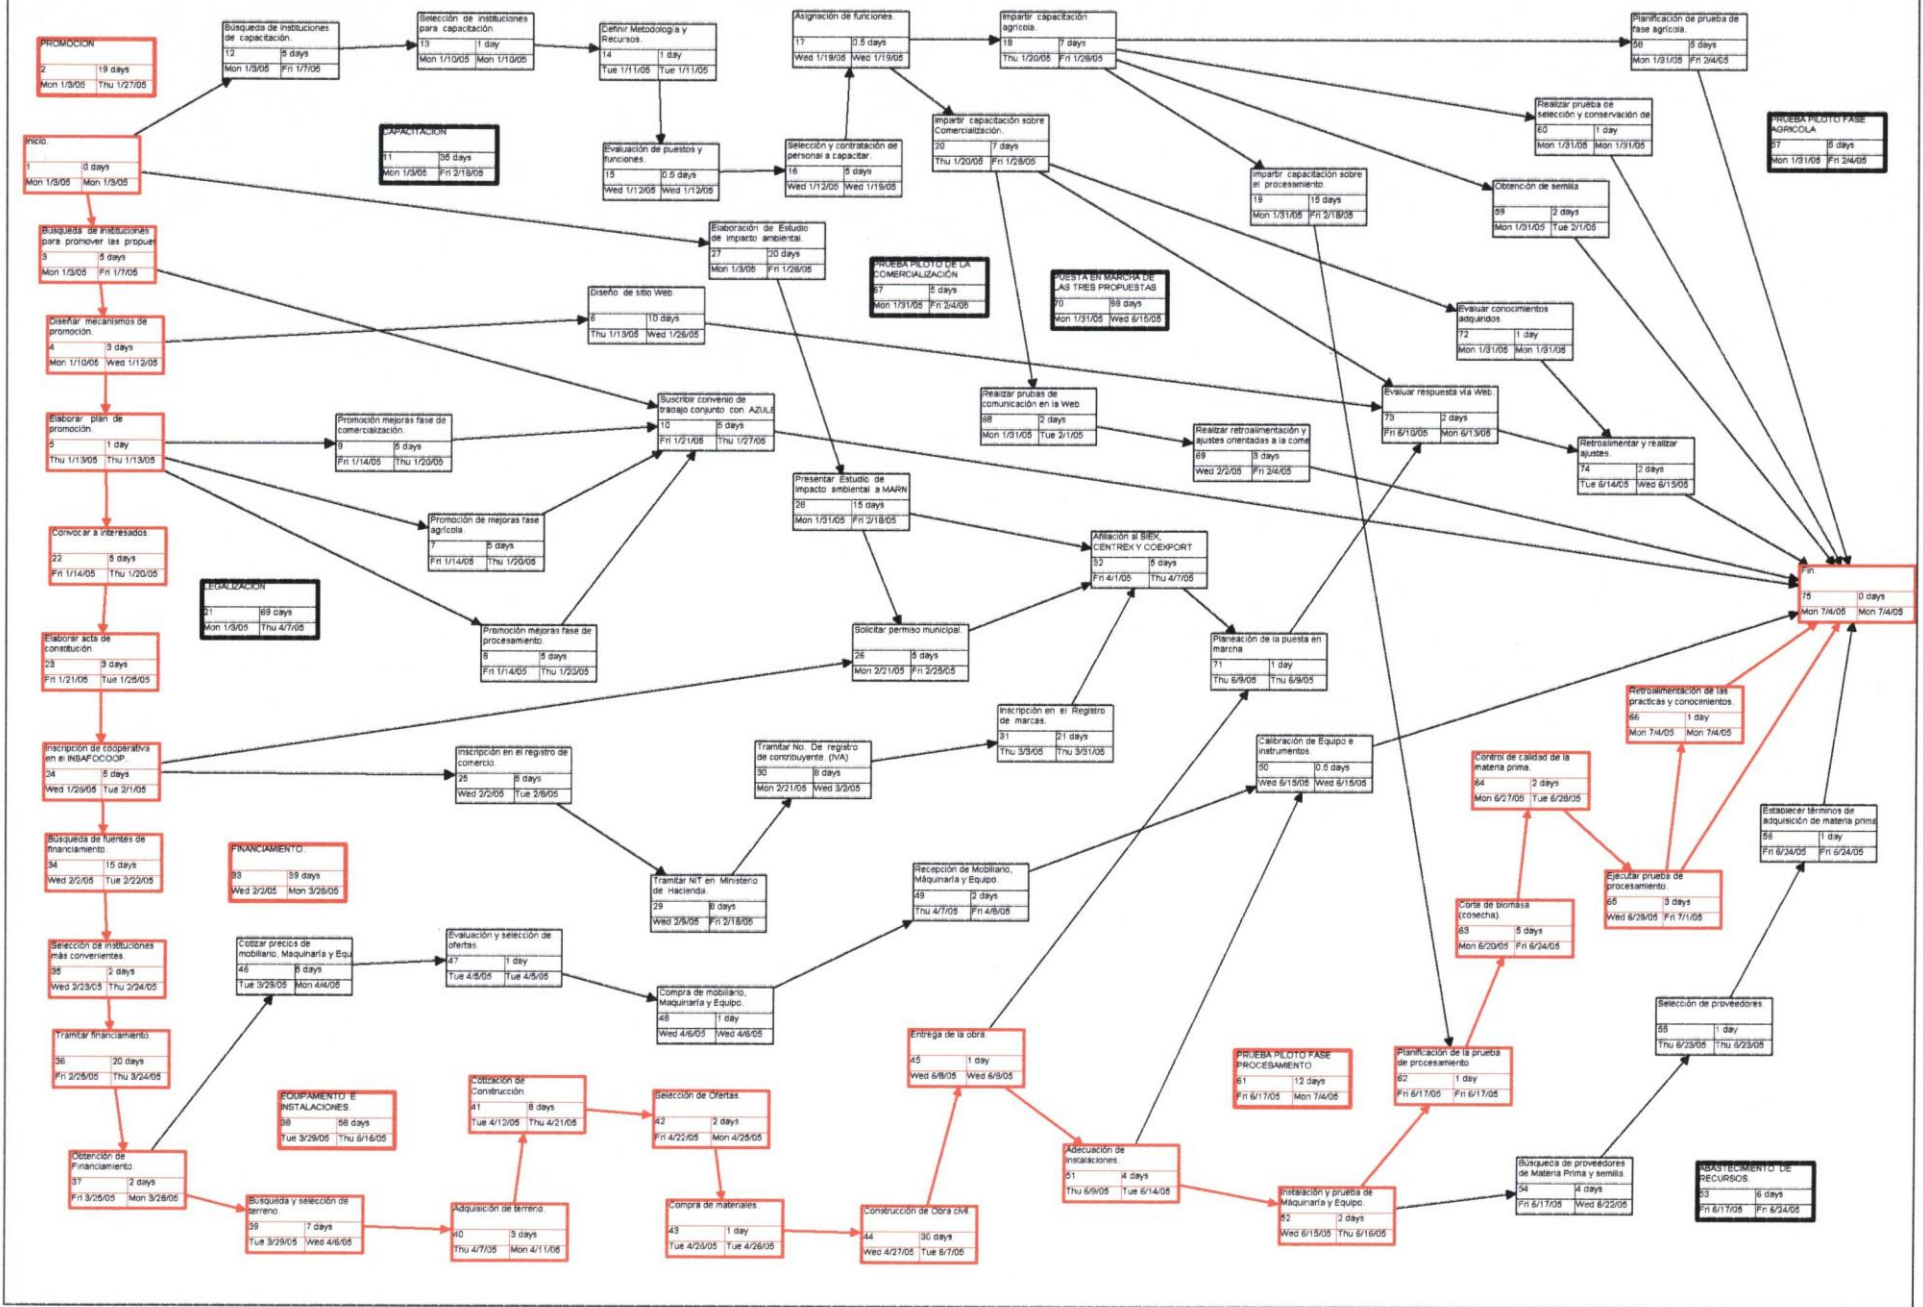 PROMOCION
2 19 days
Mon 1/3/05 Thu 1/27/05
Búsqueda de instituciones
de capacitación.
12 5 days
Mon 1/3/05 Fri 1/7/05
Selección de instituciones
para capacitación.
13 1 day
Mon 1/10/05 Mon 1/10/05
Definir Metodología y
Recursos.
14 1 day
Tue 1/11/05 Tue 1/11/05
Asignación de funciones.
17 0.5 days
Wed 1/19/05 Wed 1/19/05
Impartir capacitación
agrícola.
18 7 days
Thu 1/20/05 Fri 1/28/05
Planificación de prueba de
fase agrícola.
58 5 days
Mon 1/31/05 Fri 2/4/05
Inicio.
1 0 days
Mon 1/3/05 Mon 1/3/05
CAPACITACION
11 35 days
Mon 1/3/05 Fri 2/18/05
Evaluación de puestos y
funciones.
15 0.5 days
Wed 1/12/05 Wed 1/12/05
Selección y contratación de
personal a capacitar.
16 5 days
Wed 1/12/05 Wed 1/19/05
Impartir capacitación sobre
Comercialización.
20 7 days
Thu 1/20/05 Fri 1/28/05
Realizar prueba de
selección y conservación de
60 1 day
Mon 1/31/05 Mon 1/31/05
PRUEBA PILOTO FASE
AGRICOLA
57 5 days
Mon 1/31/05 Fri 2/4/05
Impartir capacitación sobre
el procesamiento.
19 15 days
Mon 1/31/05 Fri 2/18/05
Obtención de semilla
59 2 days
Mon 1/31/05 Tue 2/1/05
Búsqueda de instituciones
para promover las propue
3 5 days
Mon 1/3/05 Fri 1/7/05
Elaboración de Estudio
de impacto ambiental.
27 20 days
Mon 1/3/05 Fri 1/28/05
PRUEBA PILOTO DE LA
COMERCIALIZACIÓN
67 5 days
Mon 1/31/05 Fri 2/4/05
PUESTA EN MARCHA DE
LAS TRES PROPUESTAS
70 98 days
Mon 1/31/05 Wed 6/15/05
Diseño de sitio Web.
6 10 days
Thu 1/13/05 Wed 1/26/05
Evaluar conocimientos
adquiridos.
72 1 day
Mon 1/31/05 Mon 1/31/05
Diseñar mecanismos de
promoción.
4 3 days
Mon 1/10/05 Wed 1/12/05
Suscribir convenio de
tradajo conjunto con AZULE
10 5 days
Fri 1/21/05 Thu 1/27/05
Realizar prubas de
comunicación en la Web
68 2 days
Mon 1/31/05 Tue 2/1/05
Evaluar respuesta vía Web.
73 2 days
Fri 6/10/05 Mon 6/13/05
Elaborar plan de
promoción.
5 1 day
Thu 1/13/05 Thu 1/13/05
Promoción mejoras fase de
comercialización.
9 5 days
Fri 1/14/05 Thu 1/20/05
Realizar retroalimentación y
ajustes orientadas a la come
69 3 days
Wed 2/2/05 Fri 2/4/05
Retroalimentar y realizar
ajustes.
74 2 days
Tue 6/14/05 Wed 6/15/05
Presentar Estudio de
impacto ambiental a MARN
28 15 days
Mon 1/31/05 Fri 2/18/05
Convocar a interesados.
22 5 days
Fri 1/14/05 Thu 1/20/05
Promoción de mejoras fase
agrícola.
7 5 days
Fri 1/14/05 Thu 1/20/05
Afiliación al SIEX,
CENTREX Y COEXPORT
32 5 days
Fri 4/1/05 Thu 4/7/05
Fin.
75 0 days
Mon 7/4/05 Mon 7/4/05
LEGALIZACION
21 69 days
Mon 1/3/05 Thu 4/7/05
Elaborar acta de
constitución.
23 3 days
Fri 1/21/05 Tue 1/25/05
Promoción mejoras fase de
procesamiento.
8 5 days
Fri 1/14/05 Thu 1/20/05
Solicitar permiso municipal.
26 5 days
Mon 2/21/05 Fri 2/25/05
Planeación de la puesta en
marcha
71 1 day
Thu 6/9/05 Thu 6/9/05
Retroalimentación de las
practicas y conocimientos.
66 1 day
Mon 7/4/05 Mon 7/4/05
Inscripción en el Registro
de marcas.
31 21 days
Thu 3/3/05 Thu 3/31/05
Inscripción de cooperativa
en el INSAFOCOOP.
24 5 days
Wed 1/26/05 Tue 2/1/05
Inscripción en el registro de
comercio.
25 5 days
Wed 2/2/05 Tue 2/8/05
Tramitar No. De registro
de contribuyente. (IVA)
30 8 days
Mon 2/21/05 Wed 3/2/05
Calibración de Equipo e
instrumentos.
50 0.5 days
Wed 6/15/05 Wed 6/15/05
Control de calidad de la
materia prima.
64 2 days
Mon 6/27/05 Tue 6/28/05
Establecer términos de
adquisición de materia prima
56 1 day
Fri 6/24/05 Fri 6/24/05
Búsqueda de fuentes de
financiamiento.
34 15 days
Wed 2/2/05 Tue 2/22/05
FINANCIAMIENTO.
33 39 days
Wed 2/2/05 Mon 3/28/05
Tramitar NIT en Ministerio
de Hacienda.
29 8 days
Wed 2/9/05 Fri 2/18/05
Recepción de Mobiliario,
Máquinaría y Equipo.
49 2 days
Thu 4/7/05 Fri 4/8/05
Ejecutar prueba de
procesamiento.
65 3 days
Wed 6/29/05 Fri 7/1/05
Corte de biomasa
(cosecha).
63 5 days
Mon 6/20/05 Fri 6/24/05
Selección de instituciones
más convenientes.
35 2 days
Wed 2/23/05 Thu 2/24/05
Cotizar precios de
mobiliario, Maquinaría y Equ
46 5 days
Tue 3/29/05 Mon 4/4/05
Evaluación y selección de
ofertas.
47 1 day
Tue 4/5/05 Tue 4/5/05
Compra de mobiliario,
Maquinaría y Equipo.
48 1 day
Wed 4/6/05 Wed 4/6/05
Selección de proveedores.
55 1 day
Thu 6/23/05 Thu 6/23/05
Tramitar financiamiento.
36 20 days
Fri 2/25/05 Thu 3/24/05
Entrega de la obra.
45 1 day
Wed 6/8/05 Wed 6/8/05
PRUEBA PILOTO FASE
PROCESAMIENTO
61 12 days
Fri 6/17/05 Mon 7/4/05
Planificación de la prueba
de procesamiento
62 1 day
Fri 6/17/05 Fri 6/17/05
EQUIPAMIENTO E
INSTALACIONES.
38 58 days
Tue 3/29/05 Thu 6/16/05
Cotización de
Construcción
41 8 days
Tue 4/12/05 Thu 4/21/05
Selección de Ofertas.
42 2 days
Fri 4/22/05 Mon 4/25/05
Obtención de
Financiamiento.
37 2 days
Fri 3/25/05 Mon 3/28/05
Adecuación de
instalaciones.
51 4 days
Thu 6/9/05 Tue 6/14/05
Búsqueda de proveedores
de Materia Prima y semilla.
54 4 days
Fri 6/17/05 Wed 6/22/05
ABASTECIMIENTO DE
RECURSOS.
53 6 days
Fri 6/17/05 Fri 6/24/05
Busqueda y selección de
terreno.
39 7 days
Tue 3/29/05 Wed 4/6/05
Adquisición de terreno.
40 3 days
Thu 4/7/05 Mon 4/11/05
Compra de materiales.
43 1 day
Tue 4/26/05 Tue 4/26/05
Construcción de Obra civil.
44 30 days
Wed 4/27/05 Tue 6/7/05
Instalación y prueba de
Máquinaría y Equipo.
52 2 days
Wed 6/15/05 Thu 6/16/05